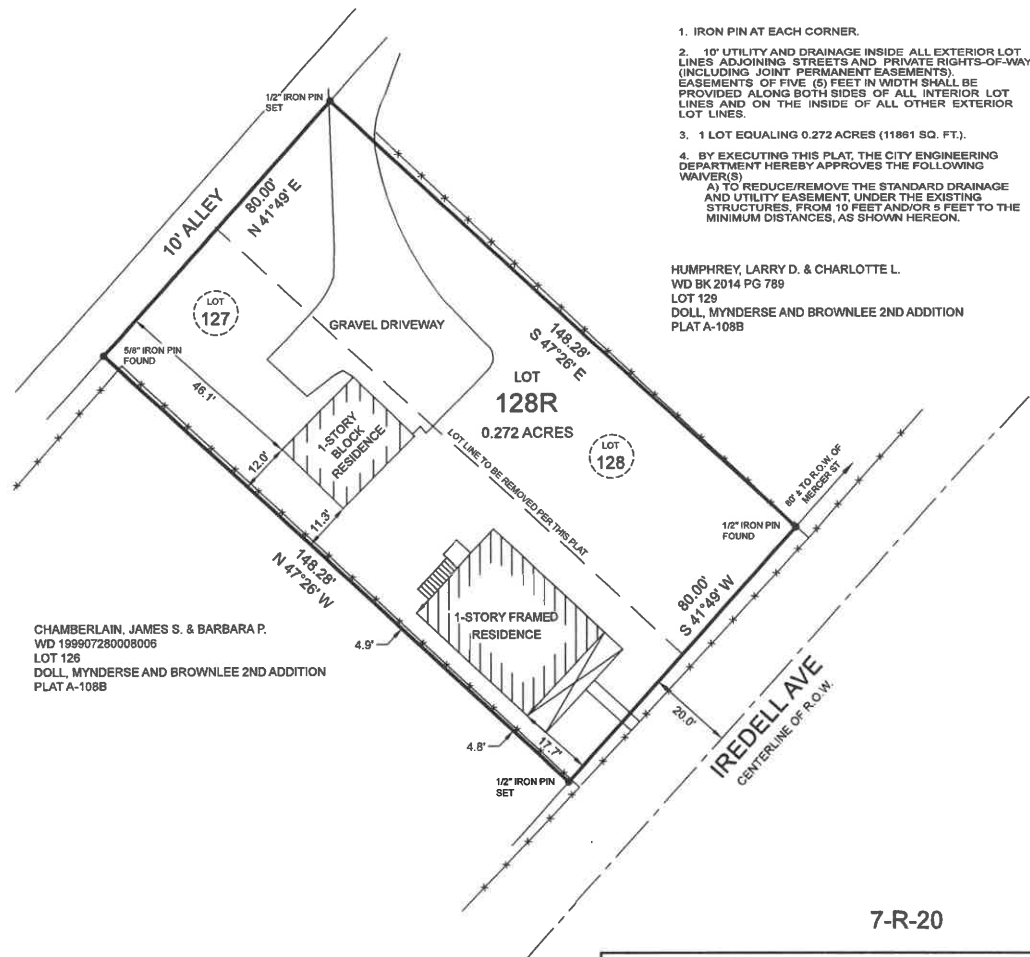 1. IRON PIN AT EACH CORNER.
2. 10' UTILITY AND DRAINAGE INSIDE ALL EXTERIOR LOT
LINES ADJOINING STREETS AND PRIVATE RIGHTS-OF-WAY
(INCLUDING JOINT PERMANENT EASEMENTS).
EASEMENTS OF FIVE (5) FEET IN WIDTH SHALL BE
PROVIDED ALONG BOTH SIDES OF ALL INTERIOR LOT
LINES AND ON THE INSIDE OF ALL OTHER EXTERIOR
LOT LINES.
3. 1 LOT EQUALING 0.272 ACRES (11861 SQ. FT.).
4. BY EXECUTING THIS PLAT, THE CITY ENGINEERING
DEPARTMENT HEREBY APPROVES THE FOLLOWING
WAIVER(S)
A) TO REDUCE/REMOVE THE STANDARD DRAINAGE
AND UTILITY EASEMENT, UNDER THE EXISTING
STRUCTURES, FROM 10 FEET AND/OR 5 FEET TO THE
MINIMUM DISTANCES, AS SHOWN HEREON.
HUMPHREY, LARRY D. & CHARLOTTE L.
WD BK 2014 PG 789
LOT 129
DOLL, MYNDERSE AND BROWNLEE 2ND ADDITION
PLAT A-108B
1/2" IRON PIN
SET
10' ALLEY
80.00'
N 41°49' E
LOT
127
GRAVEL DRIVEWAY
5/8" IRON PIN
FOUND
46.1'
148.28'
S 47°26' E
LOT
128R
0.272 ACRES
LOT
128
1-STORY
BLOCK
RESIDENCE
12.0'
11.3'
LOT LINE TO BE REMOVED PER THIS PLAT
80' ± TO R.O.W. OF
MERCER ST
1/2" IRON PIN
FOUND
148.28'
N 47°26' W
80.00'
S 41°49' W
1-STORY FRAMED
RESIDENCE
CHAMBERLAIN, JAMES S. & BARBARA P.
WD 199907280008006
LOT 126
DOLL, MYNDERSE AND BROWNLEE 2ND ADDITION
PLAT A-108B
4.9'
4.8'
17.7'
20.0'
1/2" IRON PIN
SET
IREDELL AVE
CENTERLINE OF R.O.W.
7-R-20